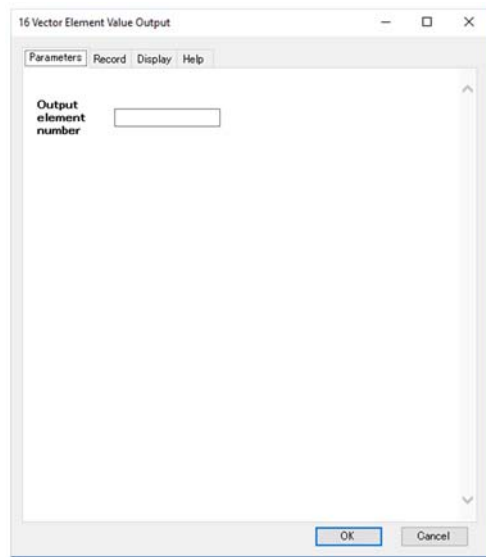 16 Vector Element Value Output
Parameters Record Display Help
Output
element
number
OK Cancel